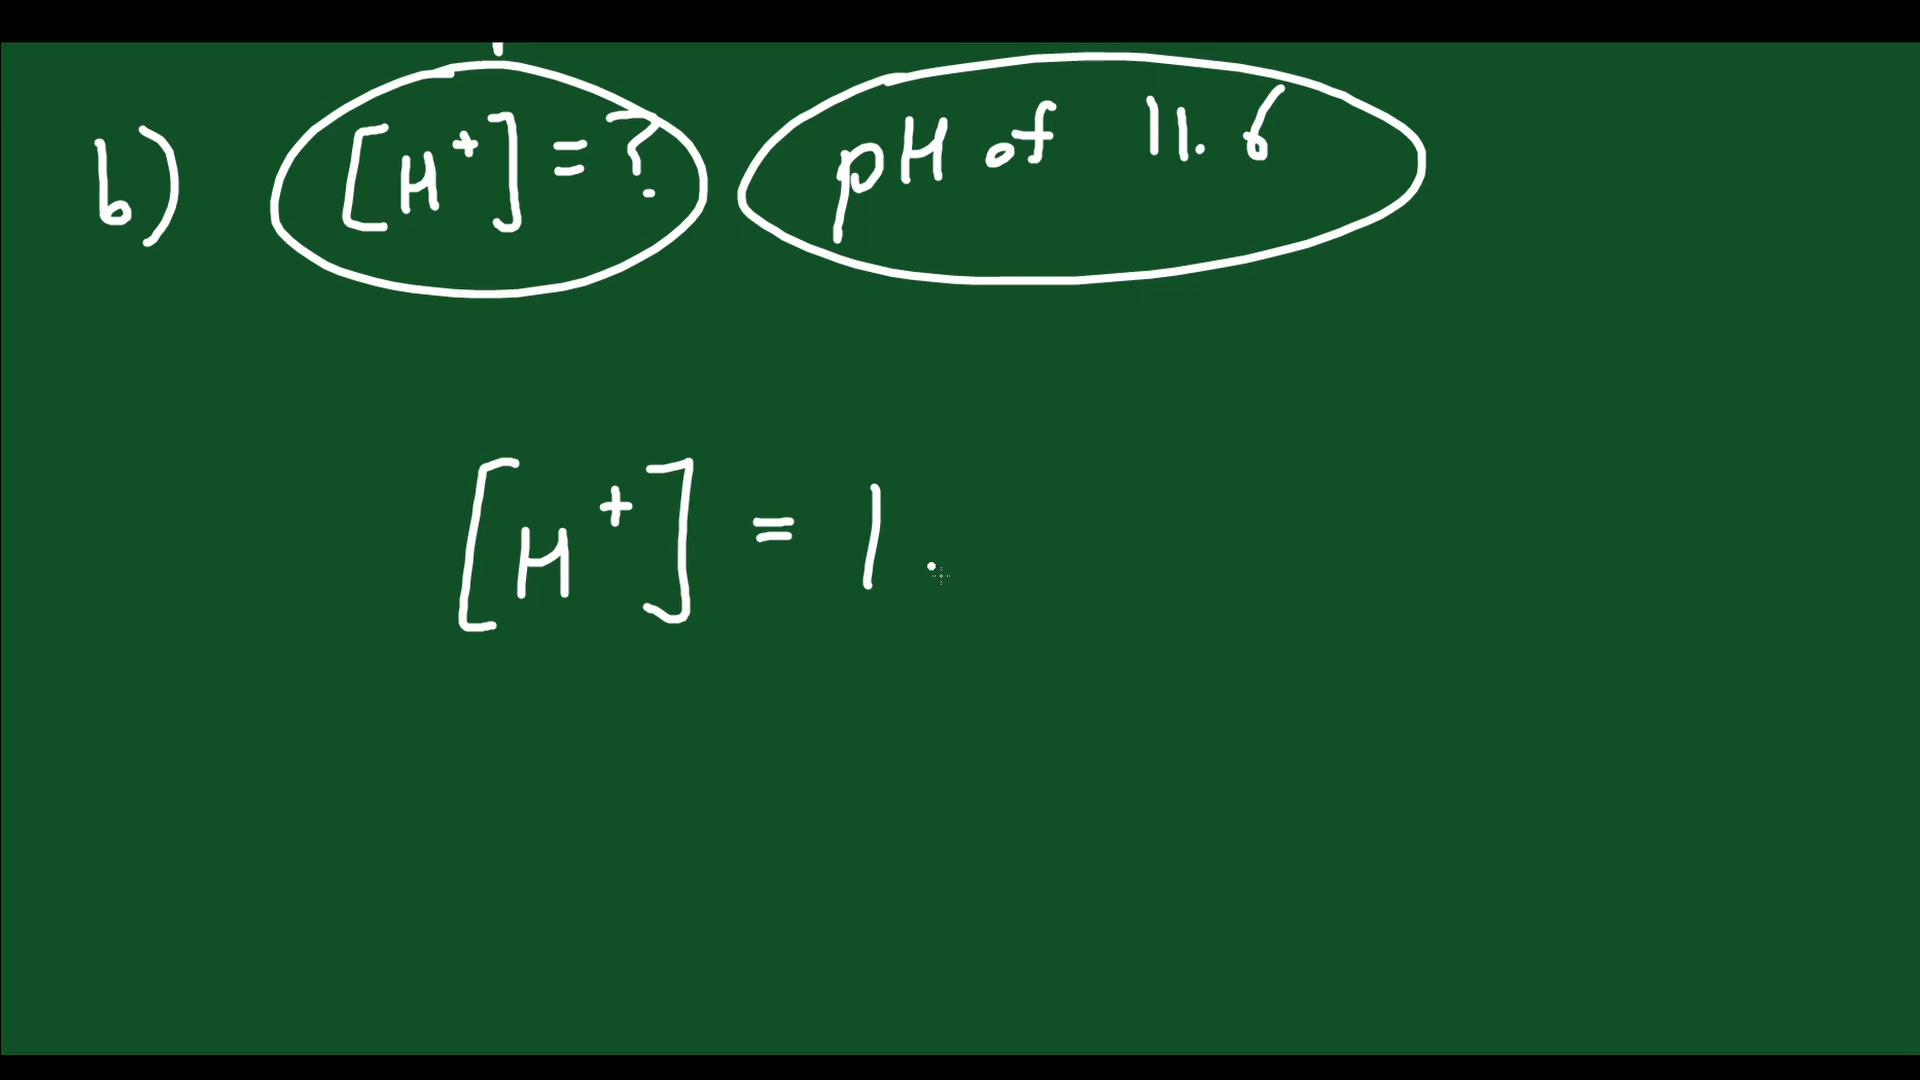 b) [H⁺] = ? pH of 11.6
[H⁺] = 1